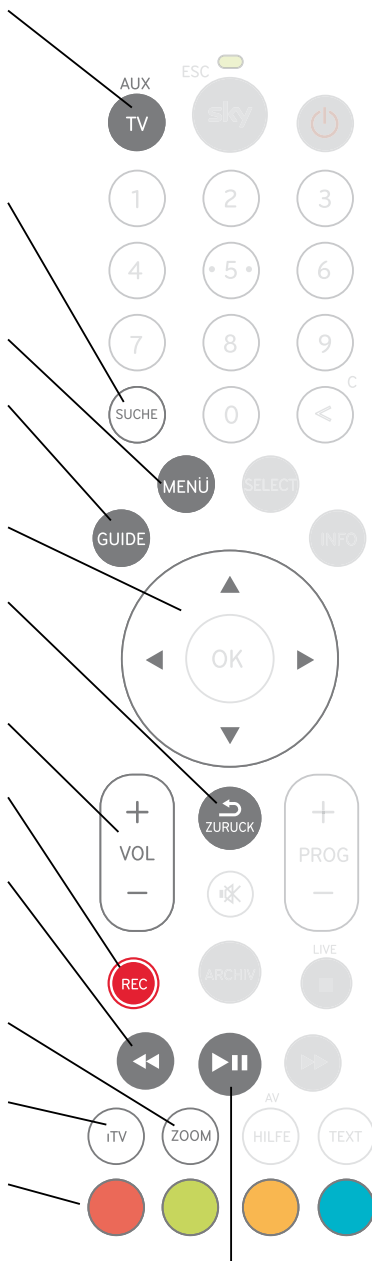 ESC
AUX
TV
sky
1
2
3
4
5
6
7
8
9
C
SUCHE
0
<
MENÜ
SELECT
GUIDE
INFO
OK
+
VOL
−
ZURUCK
+
PROG
−
REC
ARCHIV
LIVE
AV
iTV
ZOOM
HILFE
TEXT